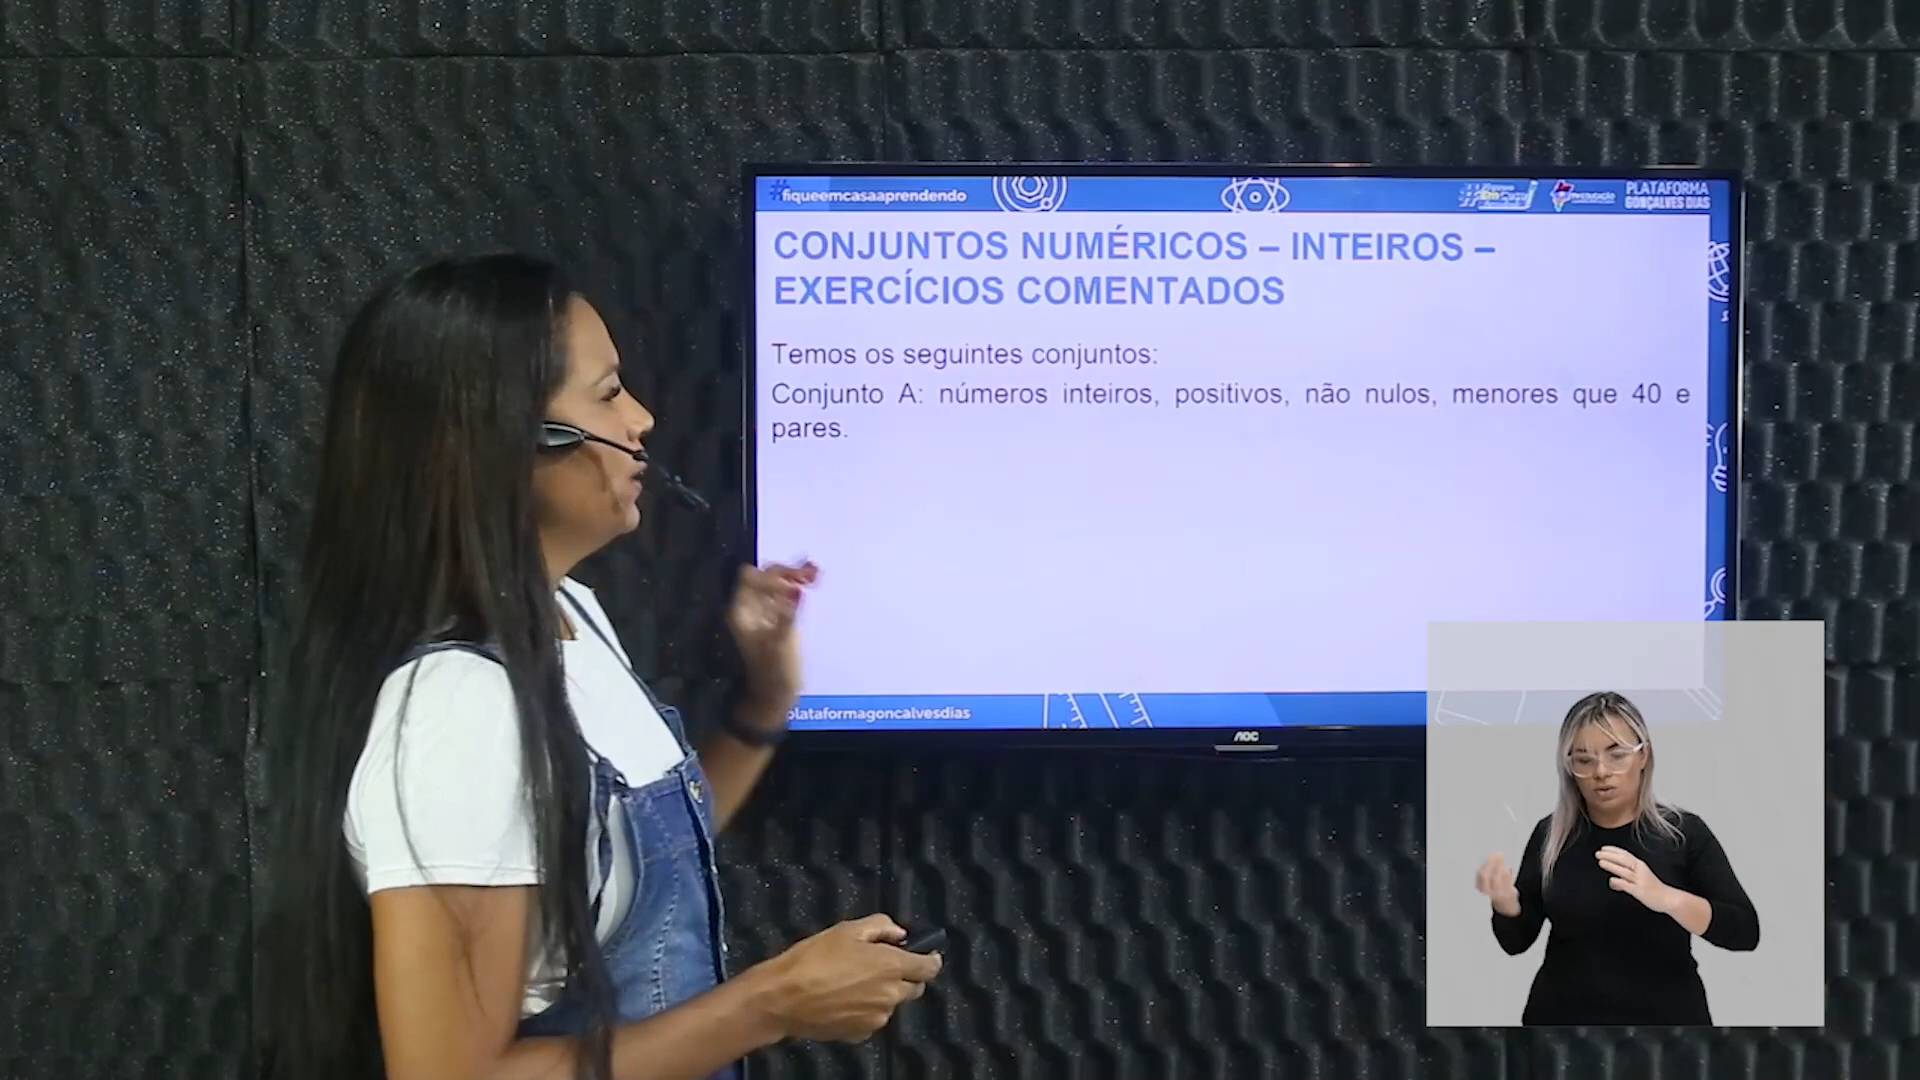 #fiqueemcasaaprendendo
PLATAFORMA
GONÇALVES DIAS
CONJUNTOS NUMÉRICOS – INTEIROS –
EXERCÍCIOS COMENTADOS
Temos os seguintes conjuntos:
Conjunto A: números inteiros, positivos, não nulos, menores que 40 e
pares.
plataformagoncalvesdias
AOC